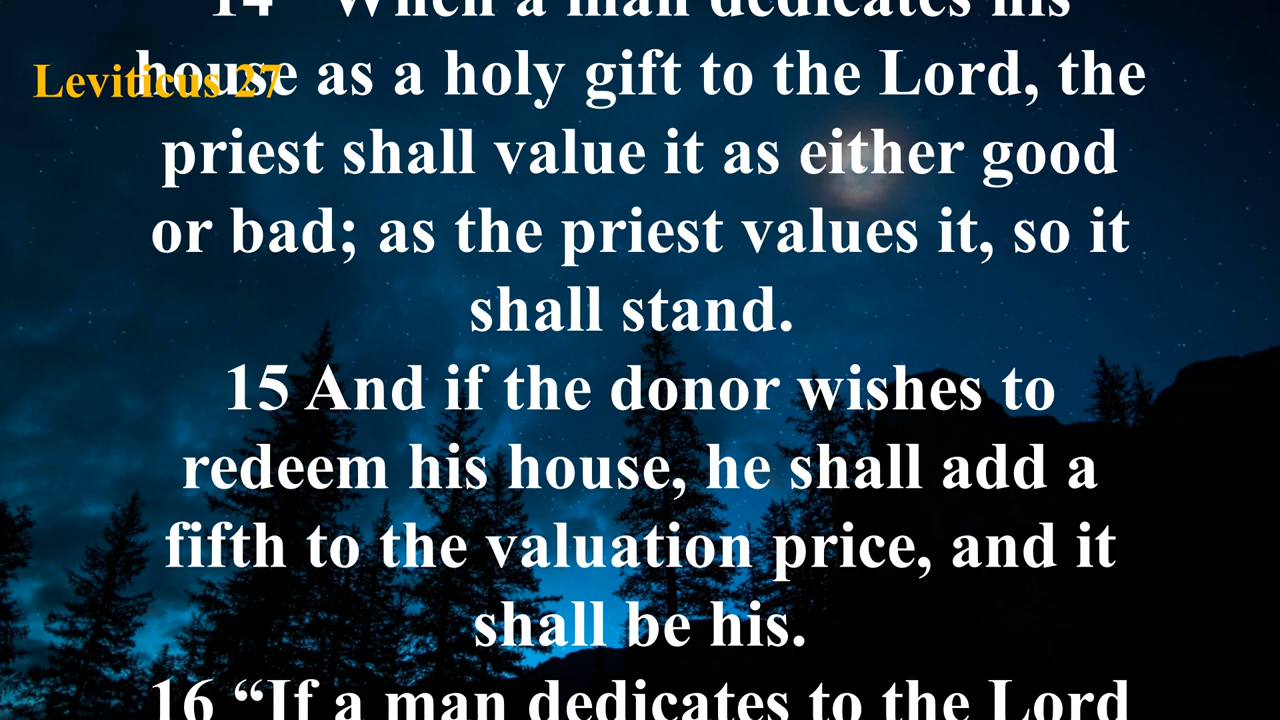 14 “When a man dedicates his
Leviticus 27
house as a holy gift to the Lord, the
priest shall value it as either good
or bad; as the priest values it, so it
shall stand.
15 And if the donor wishes to
redeem his house, he shall add a
fifth to the valuation price, and it
shall be his.
16 “If a man dedicates to the Lord